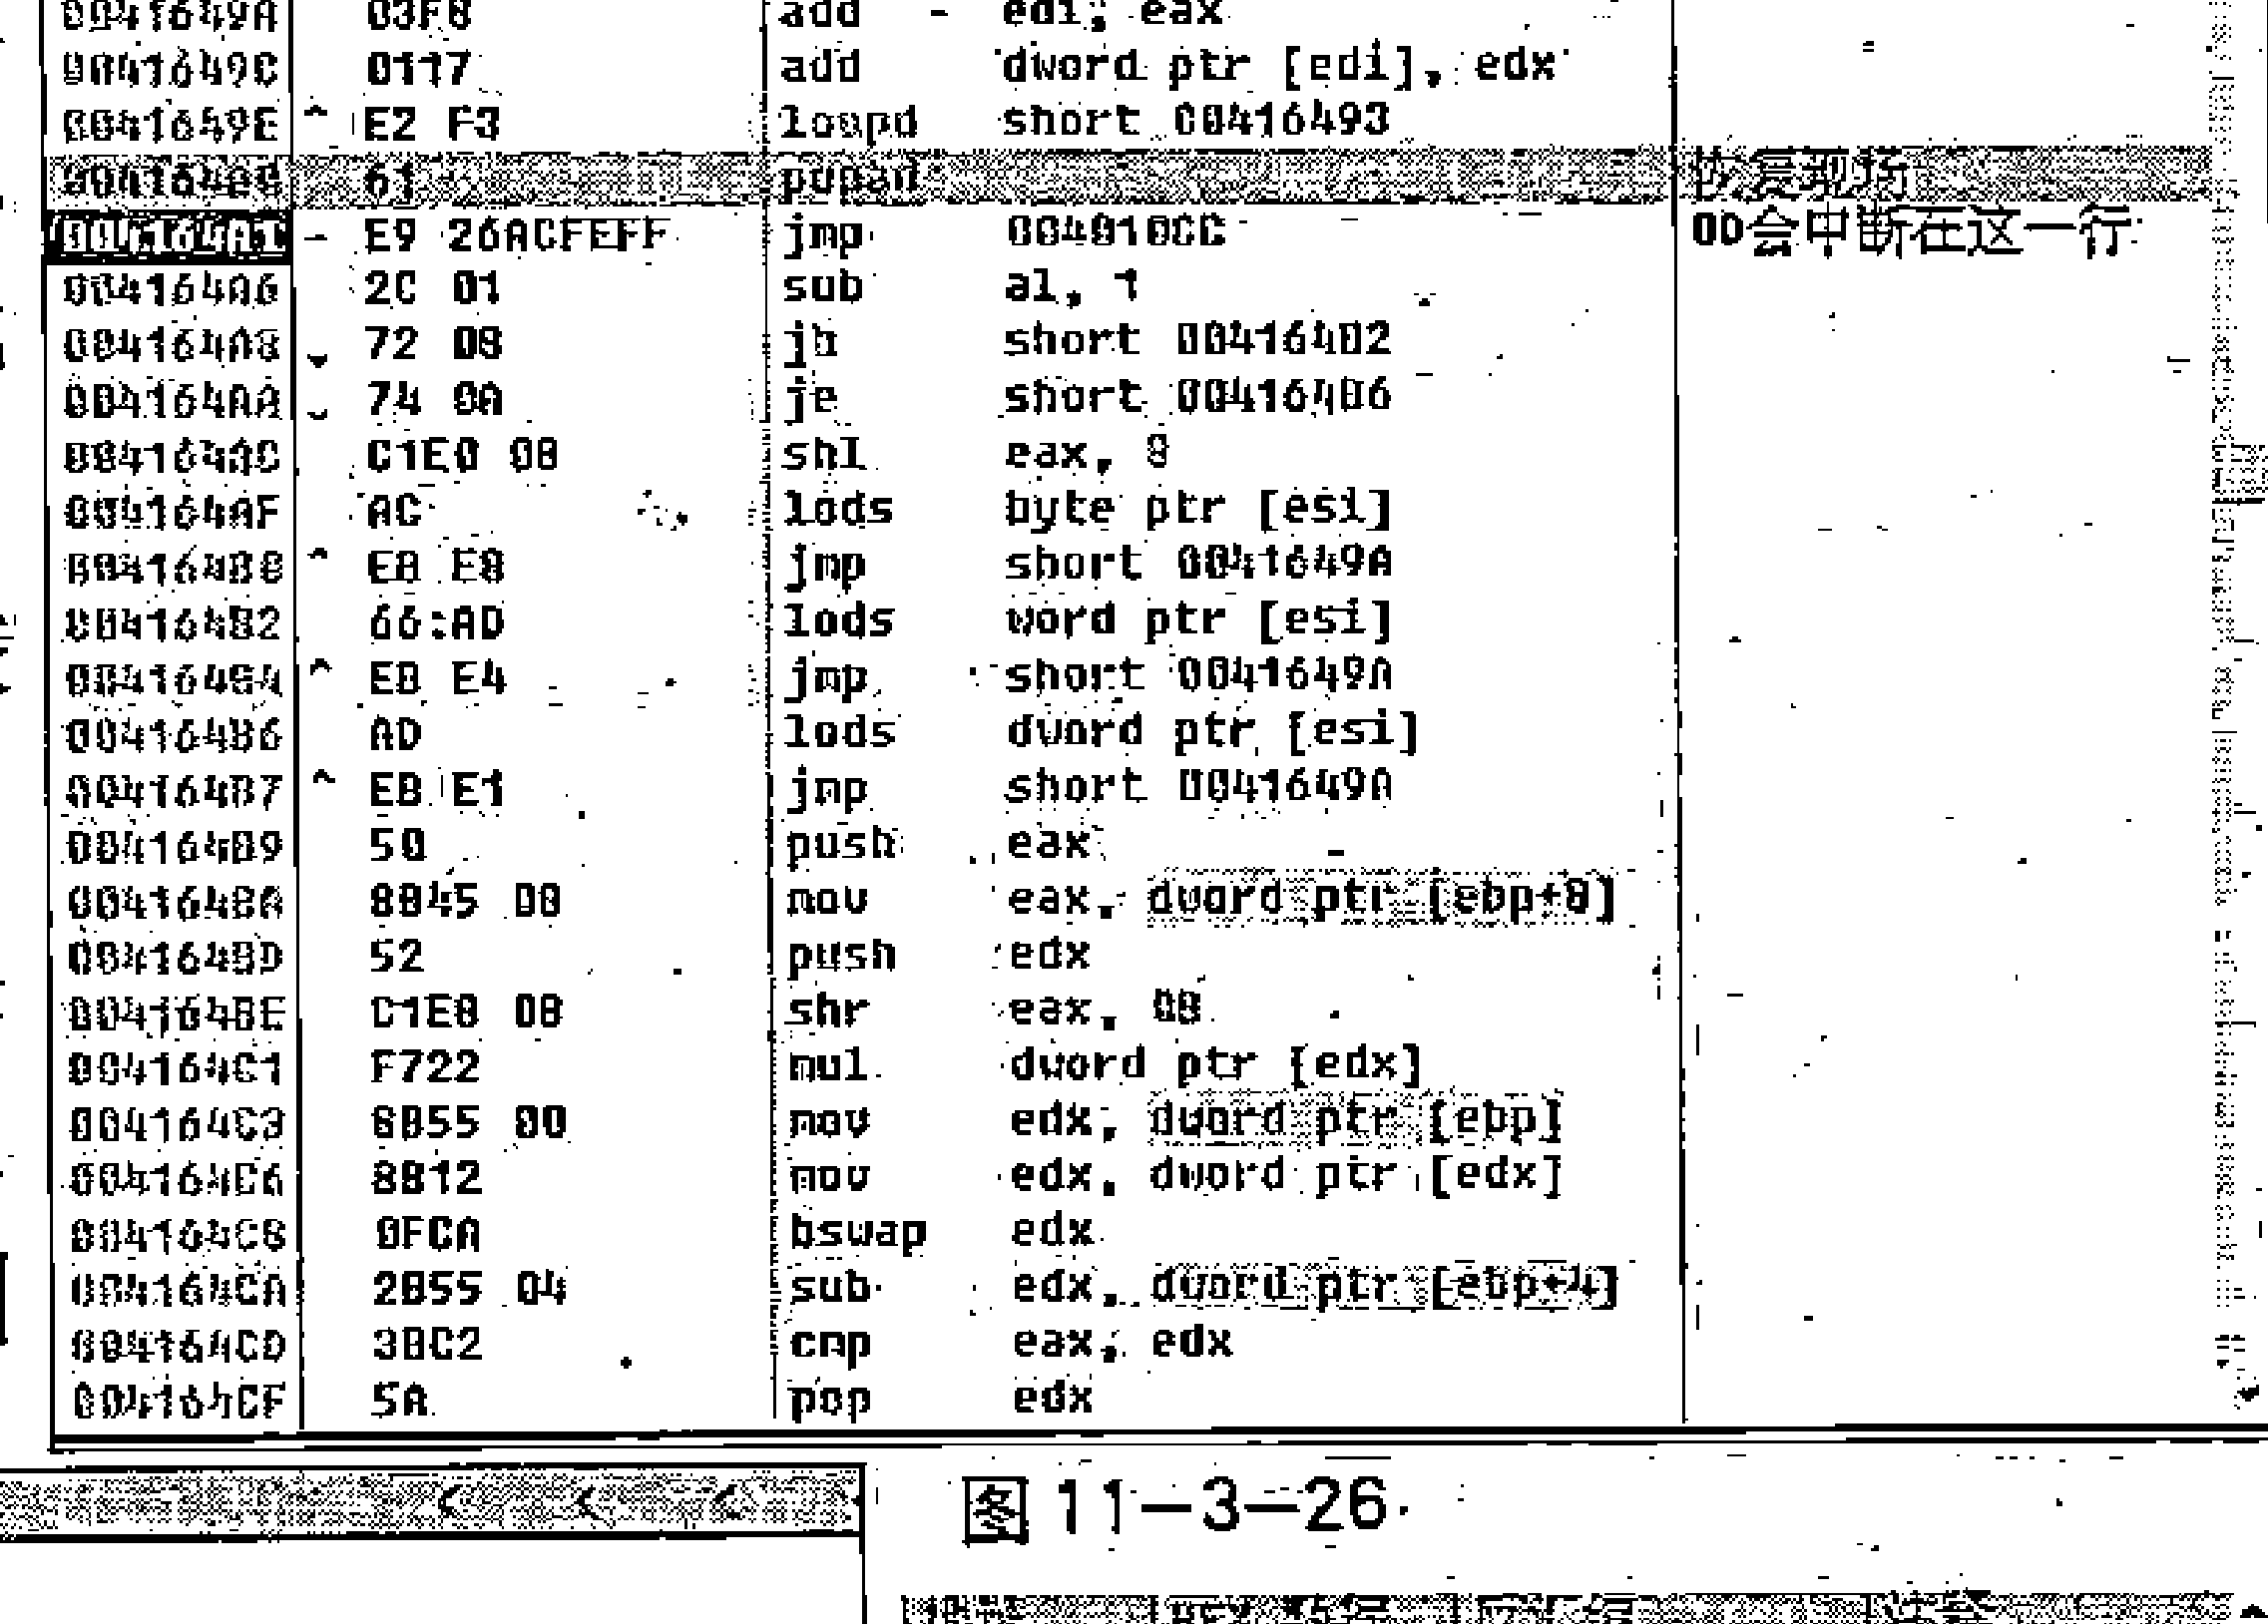 0041649A 03F8 add edi, eax
0041649C 0117 add dword ptr [edi], edx
0041649E ^ E2 F3 loopd short 00416493
004164A0 61 popad 恢复现场
004164A1 - E9 26ACFEFF jmp 004010CC OD会中断在这一行
004164A6 2C 01 sub al, 1
004164A8 72 08 jb short 004164B2
004164AA 74 0A je short 004164B6
004164AC C1E0 08 shl eax, 8
004164AF AC lods byte ptr [esi]
004164B0 ^ EB E8 jmp short 0041649A
004164B2 66:AD lods word ptr [esi]
004164B4 ^ EB E4 jmp short 0041649A
004164B6 AD lods dword ptr [esi]
004164B7 ^ EB E1 jmp short 0041649A
004164B9 50 push eax
004164BA 8B45 08 mov eax, dword ptr [ebp+8]
004164BD 52 push edx
004164BE C1E8 0B shr eax, 0B
004164C1 F722 mul dword ptr [edx]
004164C3 8B55 00 mov edx, dword ptr [ebp]
004164C6 8B12 mov edx, dword ptr [edx]
004164C8 0FCA bswap edx
004164CA 2B55 04 sub edx, dword ptr [ebp+4]
004164CD 3BC2 cmp eax, edx
004164CF 5A pop edx
图 11-3-26